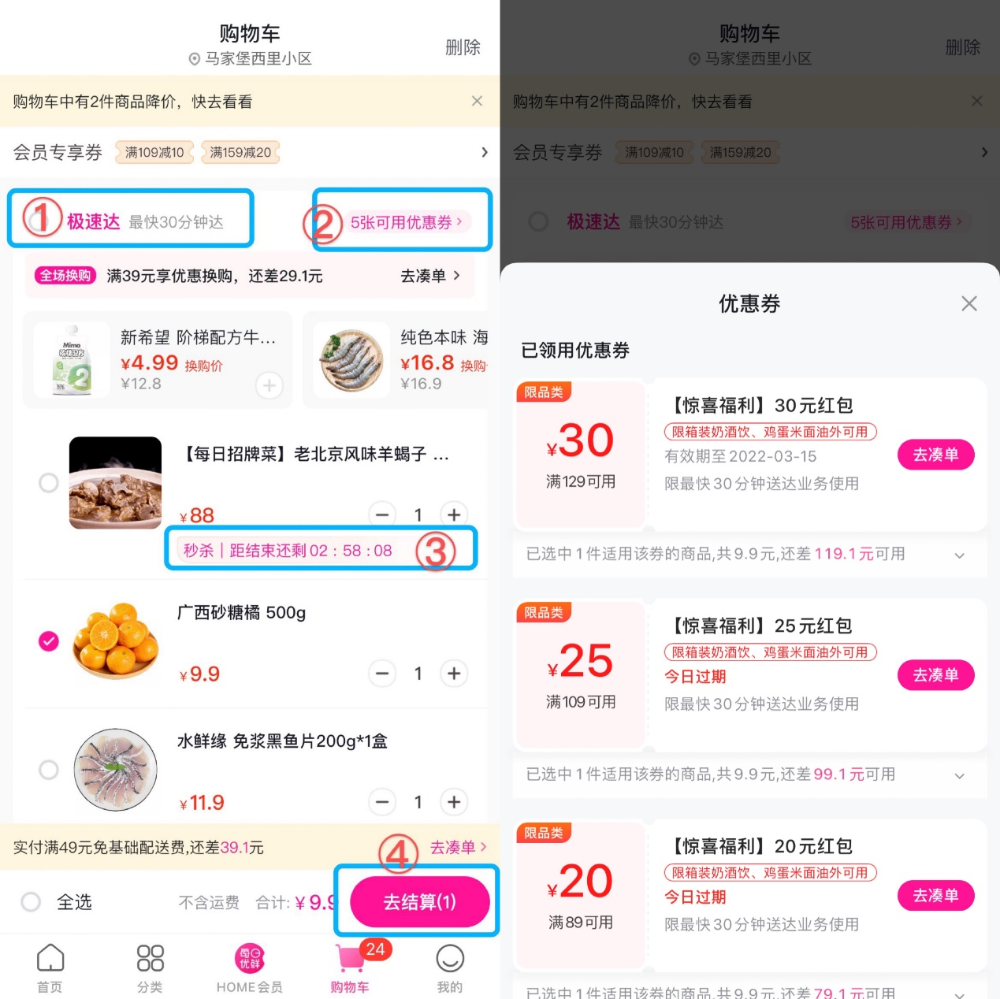 购物车
马家堡西里小区
删除
购物车中有2件商品降价，快去看看
会员专享券 满109减10 满159减20
① 极速达 最快30分钟达
② 5张可用优惠券
全场换购 满39元享优惠换购，还差29.1元 去凑单
新希望 阶梯配方牛...
¥4.99 换购价
¥12.8
Mimo
2
纯色本味 海
¥16.8 换购
¥16.9
【每日招牌菜】老北京风味羊蝎子 ...
¥88
1
秒杀 | 距结束还剩 02 : 58 : 08 ③
广西砂糖橘 500g
¥9.9
1
水鲜缘 免浆黑鱼片200g*1盒
¥11.9
1
实付满49元免基础配送费,还差39.1元 去凑单
④
全选 不含运费 合计: ¥9.9 去结算(1)
24
首页 分类 HOME会员 购物车 我的
优鲜
购物车
马家堡西里小区
删除
购物车中有2件商品降价，快去看看
会员专享券 满109减10 满159减20
极速达 最快30分钟达 5张可用优惠券
优惠券
已领用优惠券
限品类
¥30
满129可用
【惊喜福利】30元红包
限箱装奶酒饮、鸡蛋米面油外可用
有效期至2022-03-15
限最快30分钟送达业务使用
去凑单
已选中1件适用该券的商品,共9.9元,还差119.1元可用
限品类
¥25
满109可用
【惊喜福利】25元红包
限箱装奶酒饮、鸡蛋米面油外可用
今日过期
限最快30分钟送达业务使用
去凑单
已选中1件适用该券的商品,共9.9元,还差99.1元可用
限品类
¥20
满89可用
【惊喜福利】20元红包
限箱装奶酒饮、鸡蛋米面油外可用
今日过期
限最快30分钟送达业务使用
去凑单
已选中1件适用该券的商品,共9.9元,还差79.1元可用